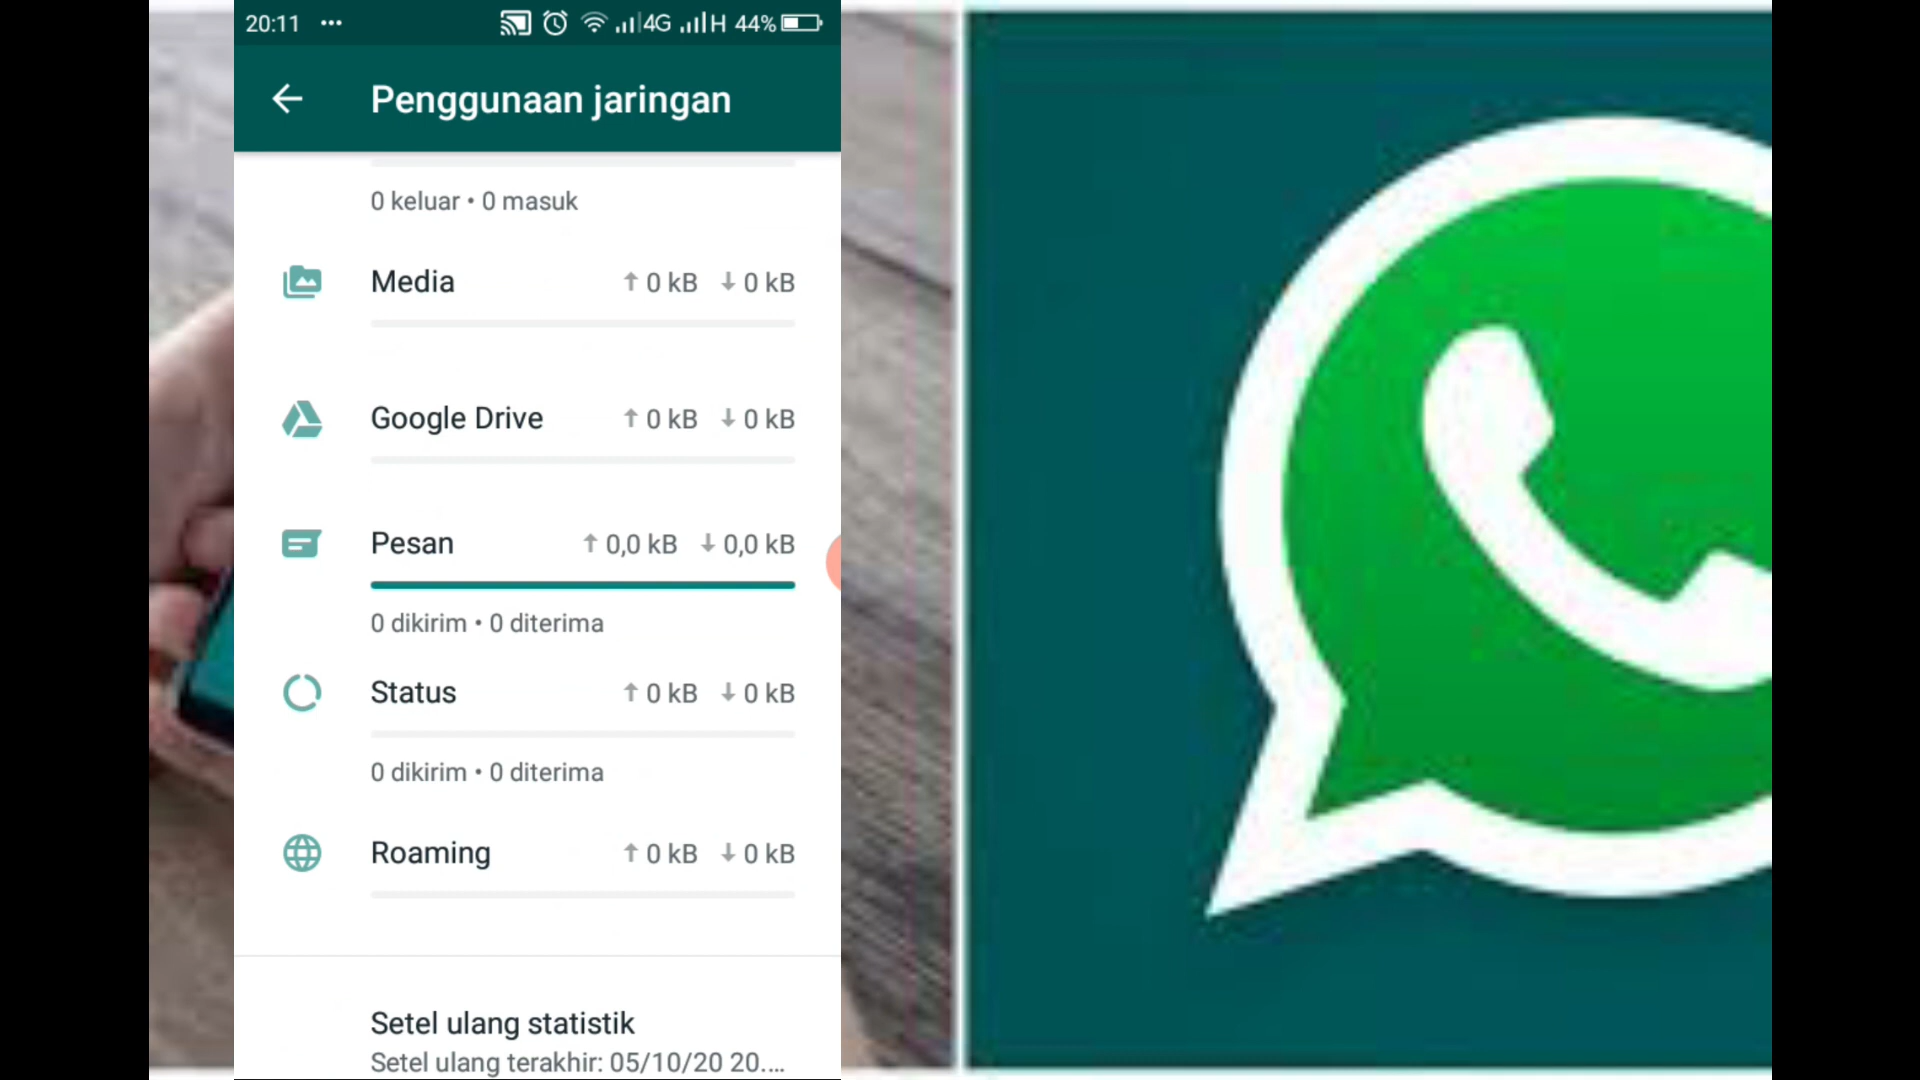 20:11 ••• 4G H 44%
Penggunaan jaringan
0 keluar • 0 masuk
Media ↑ 0 kB ↓ 0 kB
Google Drive ↑ 0 kB ↓ 0 kB
Pesan ↑ 0,0 kB ↓ 0,0 kB
0 dikirim • 0 diterima
Status ↑ 0 kB ↓ 0 kB
0 dikirim • 0 diterima
Roaming ↑ 0 kB ↓ 0 kB
Setel ulang statistik
Setel ulang terakhir: 05/10/20 20....